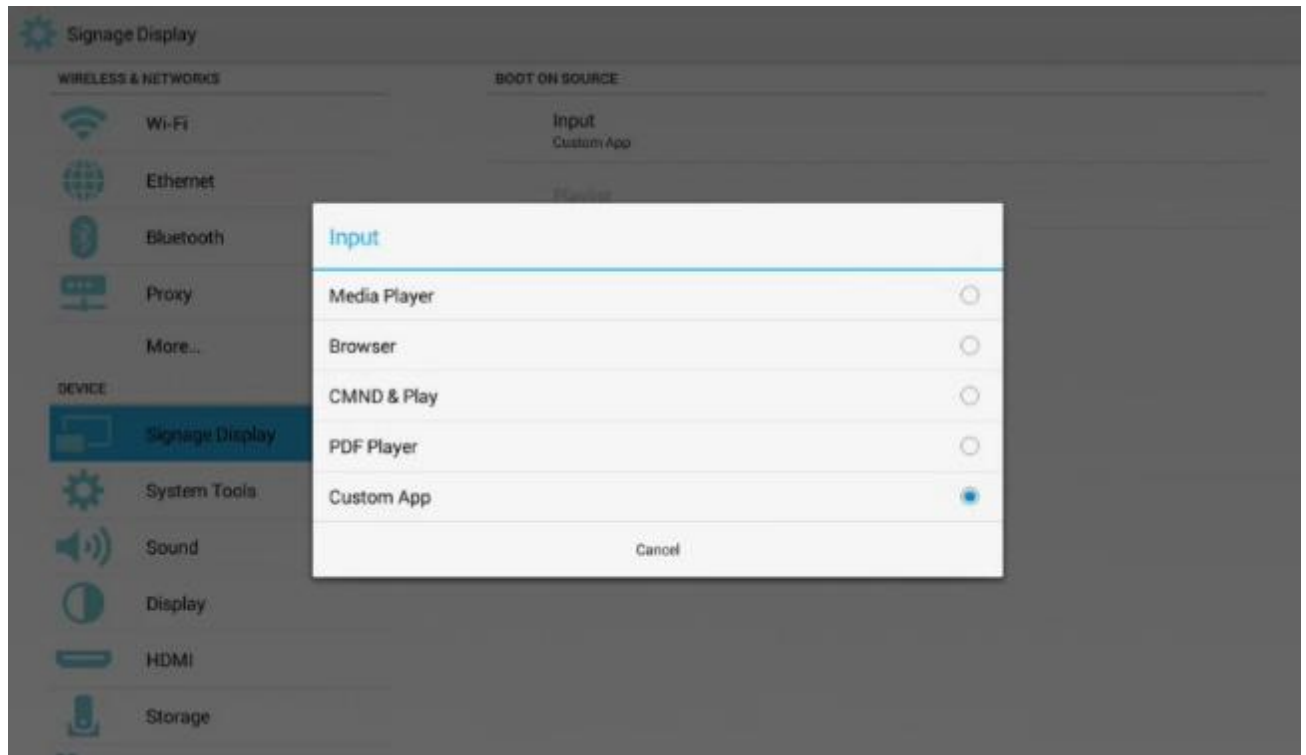 Signage Display
WIRELESS & NETWORKS
Wi-Fi
Ethernet
Bluetooth
Proxy
More...
DEVICE
Signage Display
System Tools
Sound
Display
HDMI
Storage
BOOT ON SOURCE
Input
Custom App
Playlist
Input
Media Player
Browser
CMND & Play
PDF Player
Custom App
Cancel